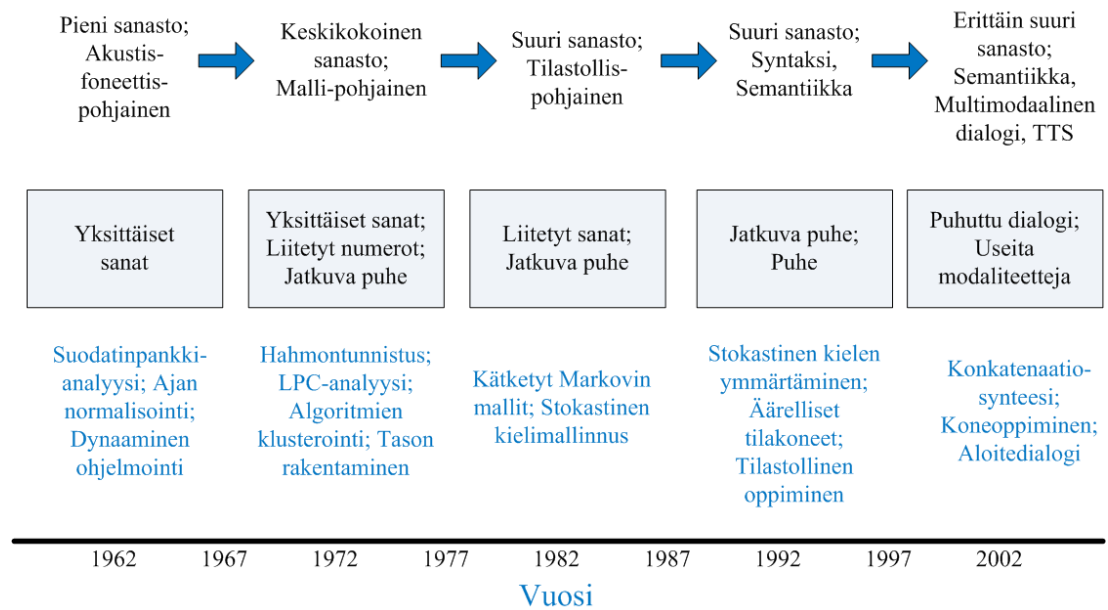 Pieni sanasto;
Akustis-
foneettis-
pohjainen
Keskikokoinen
sanasto;
Malli-pohjainen
Suuri sanasto;
Tilastollis-
pohjainen
Suuri sanasto;
Syntaksi,
Semantiikka
Erittäin suuri
sanasto;
Semantiikka,
Multimodaalinen
dialogi, TTS
Yksittäiset
sanat
Yksittäiset sanat;
Liitetyt numerot;
Jatkuva puhe
Liitetyt sanat;
Jatkuva puhe
Jatkuva puhe;
Puhe
Puhuttu dialogi;
Useita
modaliteetteja
Suodatinpankki-
analyysi; Ajan
normalisointi;
Dynaaminen
ohjelmointi
Hahmontunnistus;
LPC-analyysi;
Algoritmien
klusterointi; Tason
rakentaminen
Kätketyt Markovin
mallit; Stokastinen
kielimallinnus
Stokastinen kielen
ymmärtäminen;
Äärelliset
tilakoneet;
Tilastollinen
oppiminen
Konkatenaatio-
synteesi;
Koneoppiminen;
Aloitedialogi
1962 1967 1972 1977 1982 1987 1992 1997 2002
Vuosi